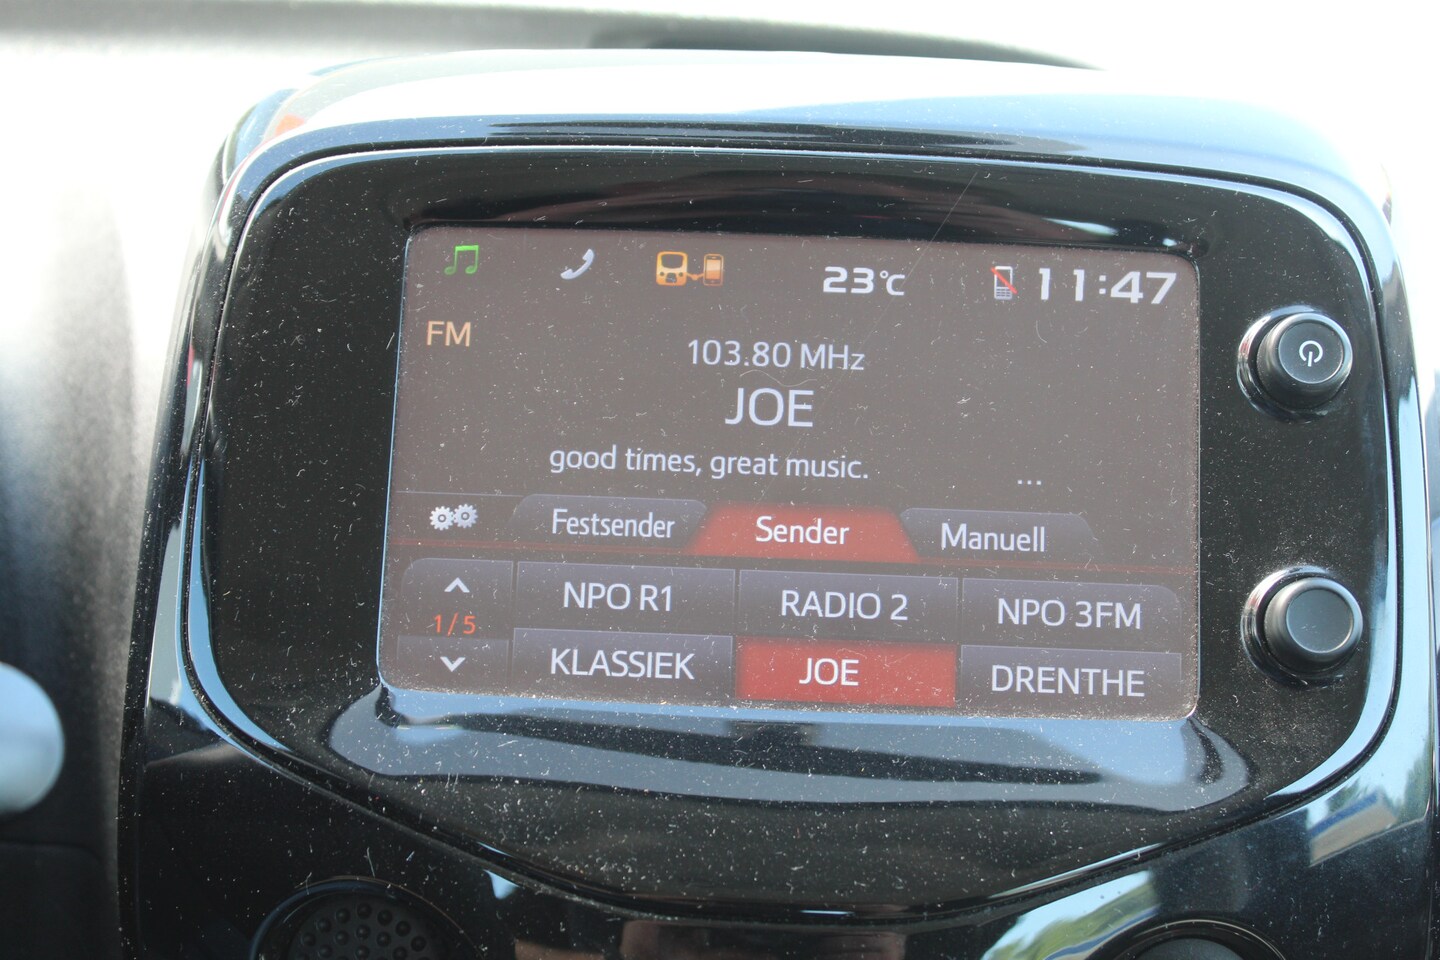 23°C
11:47
FM
103.80 MHz
JOE
good times, great music.
...
Festsender
Sender
Manuell
1/5
NPO R1
RADIO 2
NPO 3FM
KLASSIEK
JOE
DRENTHE